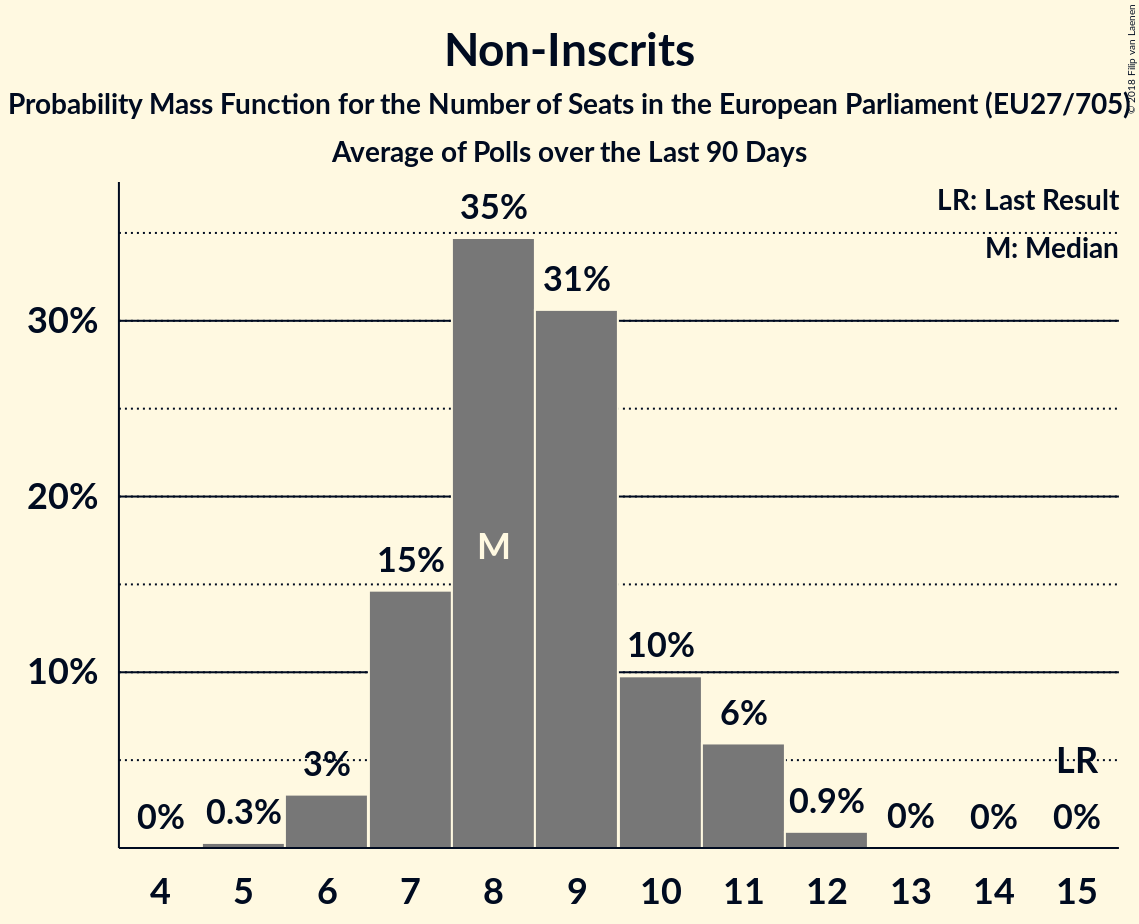 Non-Inscrits
Probability Mass Function for the Number of Seats in the European Parliament (EU27/705)
Average of Polls over the Last 90 Days
© 2018 Filip van Laenen
LR: Last Result
M: Median
35%
31%
30%
20%
M
15%
10%
10%
6%
3%
LR
0%
0.3%
0.9%
0%
0%
0%
4 5 6 7 8 9 10 11 12 13 14 15